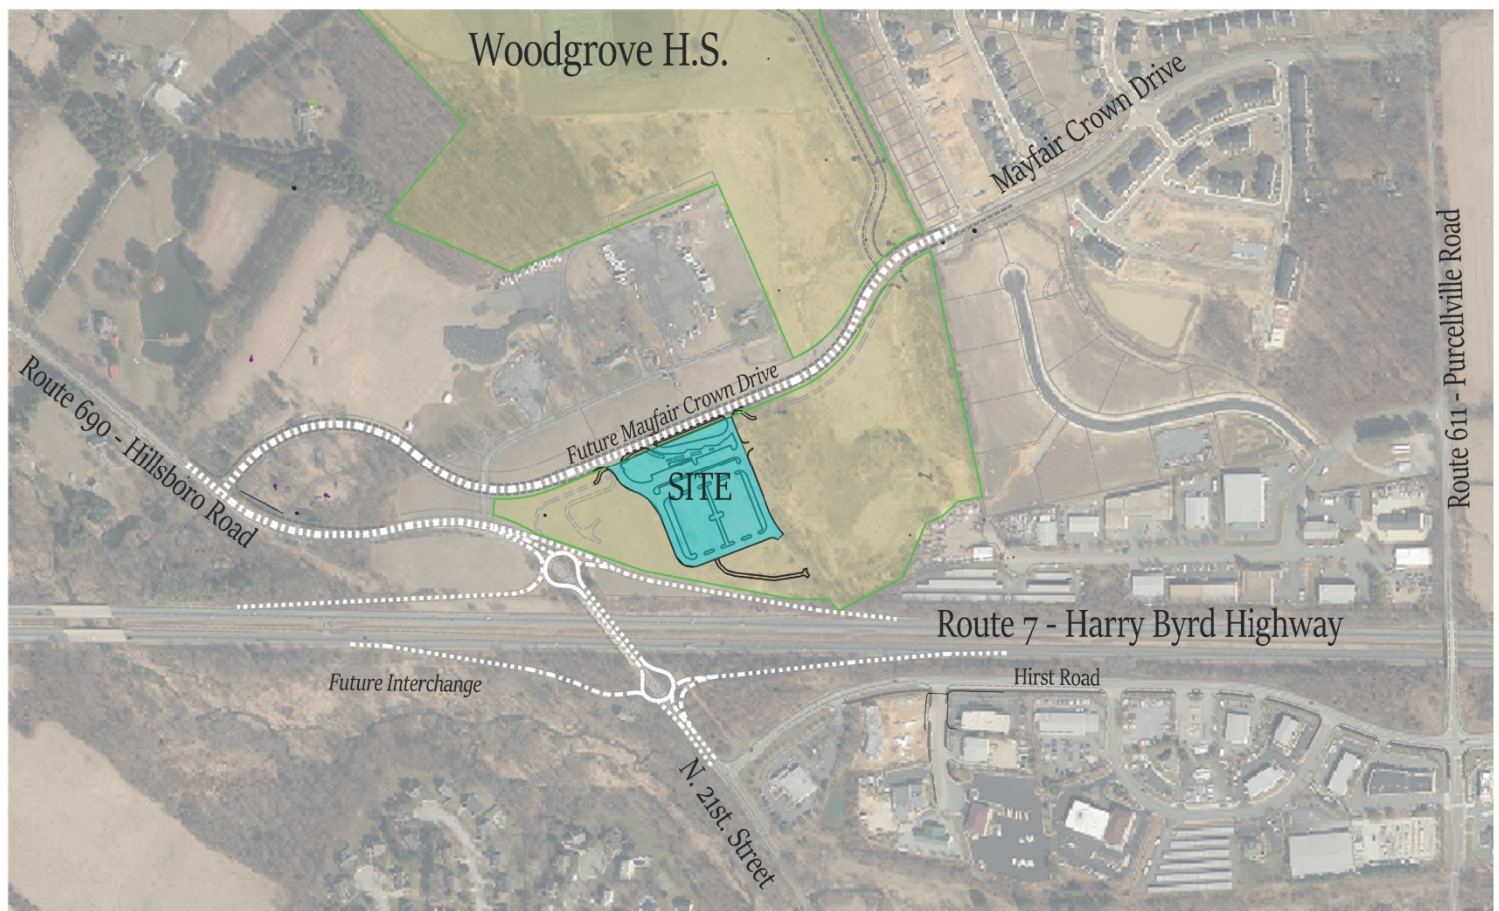 Woodgrove H.S.
Mayfair Crown Drive
Route 611 - Purcellville Road
Route 690 - Hillsboro Road
Future Mayfair Crown Drive
SITE
Route 7 - Harry Byrd Highway
Hirst Road
Future Interchange
N. 21st. Street